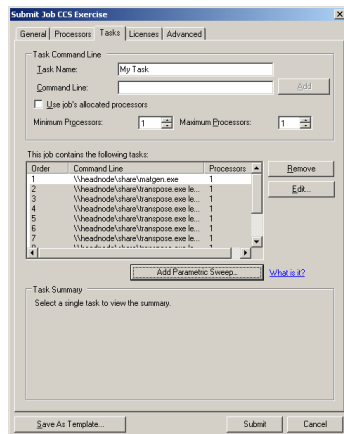 Submit Job CCS Exercise
General Processors Tasks Licenses Advanced
Task Command Line
Task Name: My Task
Command Line: Add
Use job's allocated processors
Minimum Processors: 1 Maximum Processors: 1
This job contains the following tasks:
Order Command Line Processors
1 \\headnode\share\matgen.exe 1
2 \\headnode\share\transpose.exe le... 1
3 \\headnode\share\transpose.exe le... 1
4 \\headnode\share\transpose.exe le... 1
5 \\headnode\share\transpose.exe le... 1
6 \\headnode\share\transpose.exe le... 1
7 \\headnode\share\transpose.exe le... 1
Remove
Edit...
Add Parametric Sweep... What is it?
Task Summary
Select a single task to view the summary.
Save As Template... Submit Cancel